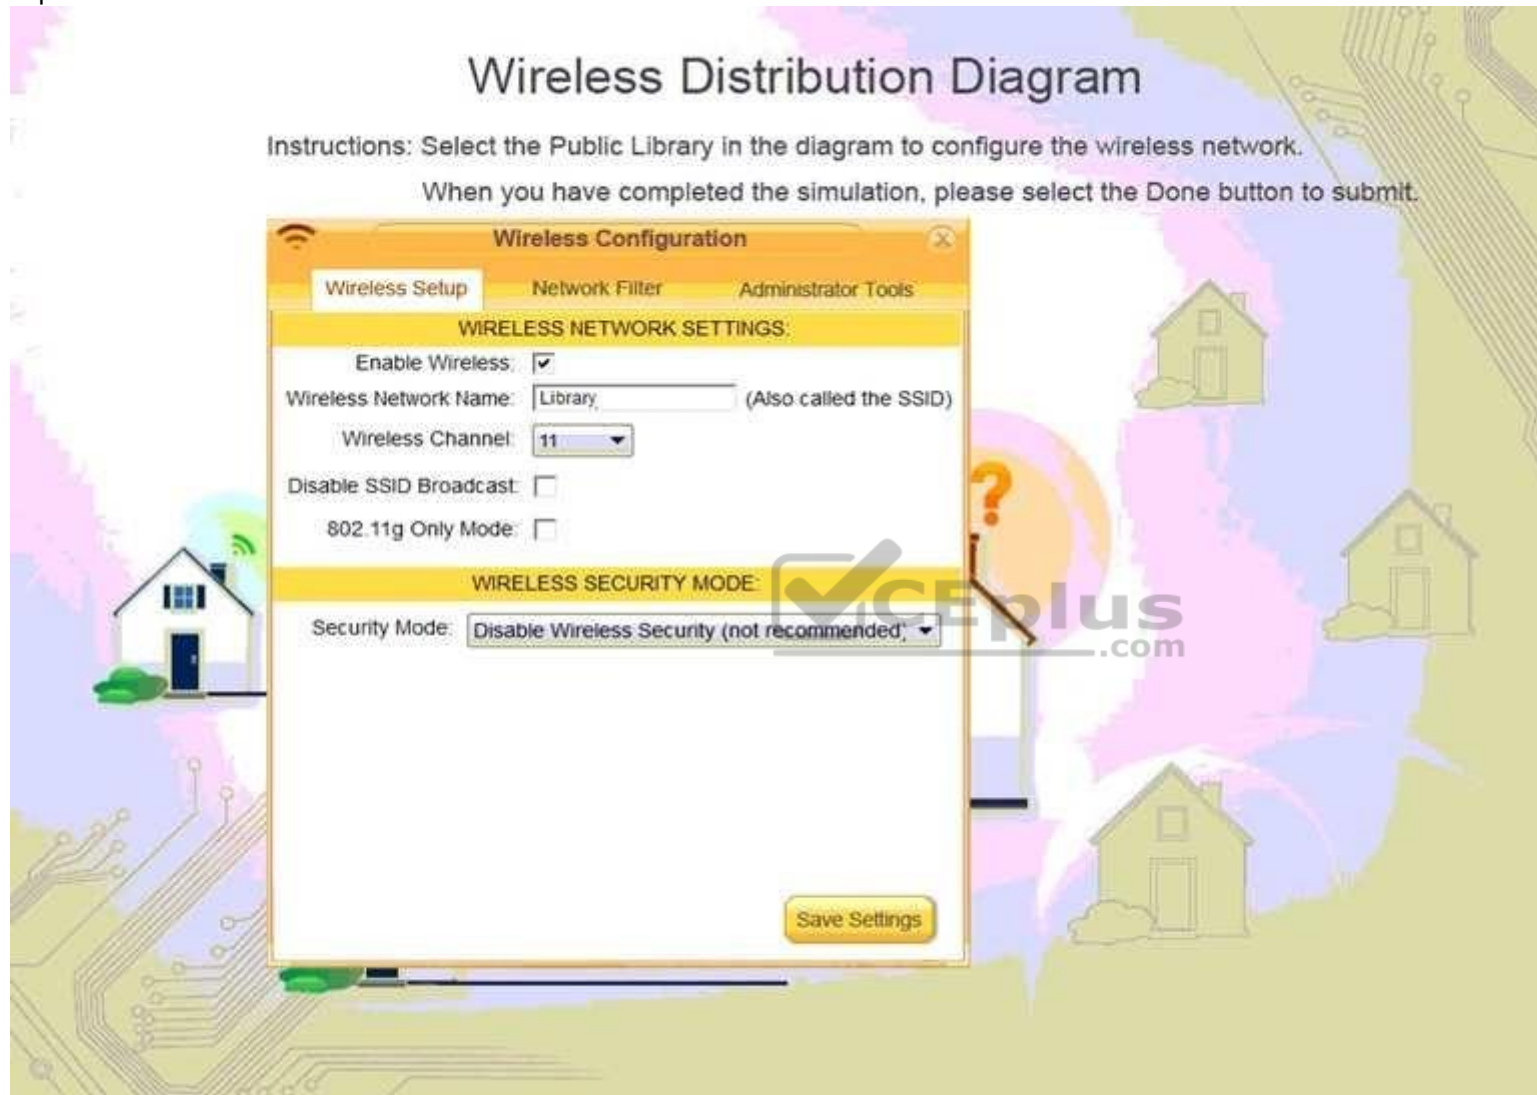 Wireless Distribution Diagram
Instructions: Select the Public Library in the diagram to configure the wireless network.
When you have completed the simulation, please select the Done button to submit.
Wireless Configuration
Wireless Setup Network Filter Administrator Tools
WIRELESS NETWORK SETTINGS:
Enable Wireless:
Wireless Network Name: Library (Also called the SSID)
Wireless Channel: 11
Disable SSID Broadcast:
802.11g Only Mode:
WIRELESS SECURITY MODE:
Security Mode: Disable Wireless Security (not recommended)
CEplus
.com
?
Save Settings